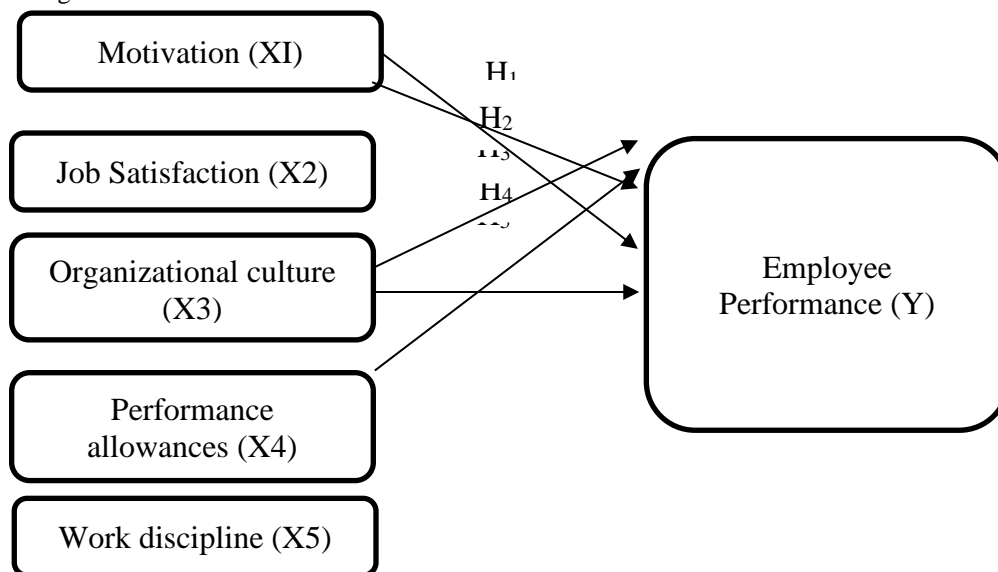 Motivation (XI)
H₁
H₂
H₃
Job Satisfaction (X2)
H₄
Organizational culture
(X3)
Employee
Performance (Y)
Performance
allowances (X4)
Work discipline (X5)